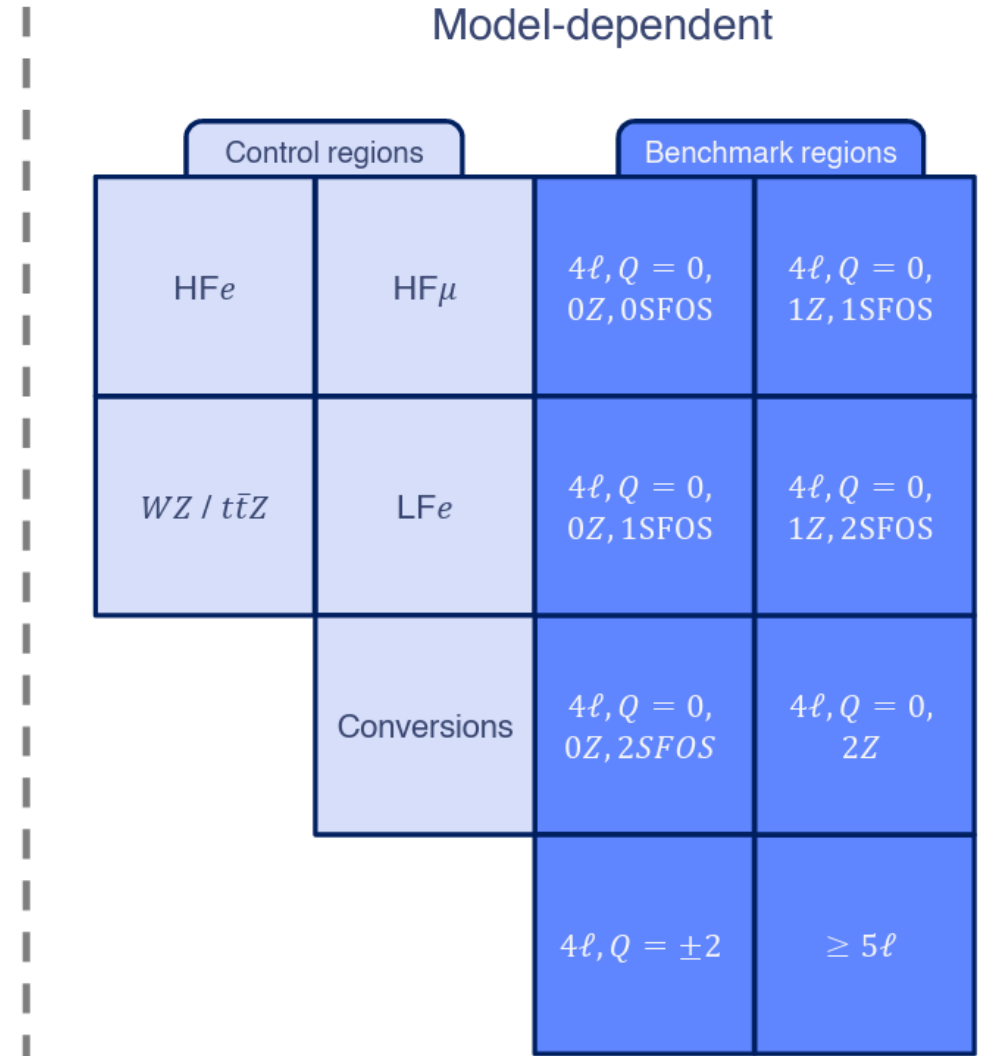 Model-dependent
Control regions
Benchmark regions
HFe
HFμ
4ℓ, Q = 0,
0Z, 0SFOS
4ℓ, Q = 0,
1Z, 1SFOS
WZ / tt̄Z
LFe
4ℓ, Q = 0,
0Z, 1SFOS
4ℓ, Q = 0,
1Z, 2SFOS
Conversions
4ℓ, Q = 0,
0Z, 2SFOS
4ℓ, Q = 0,
2Z
4ℓ, Q = ±2
≥ 5ℓ